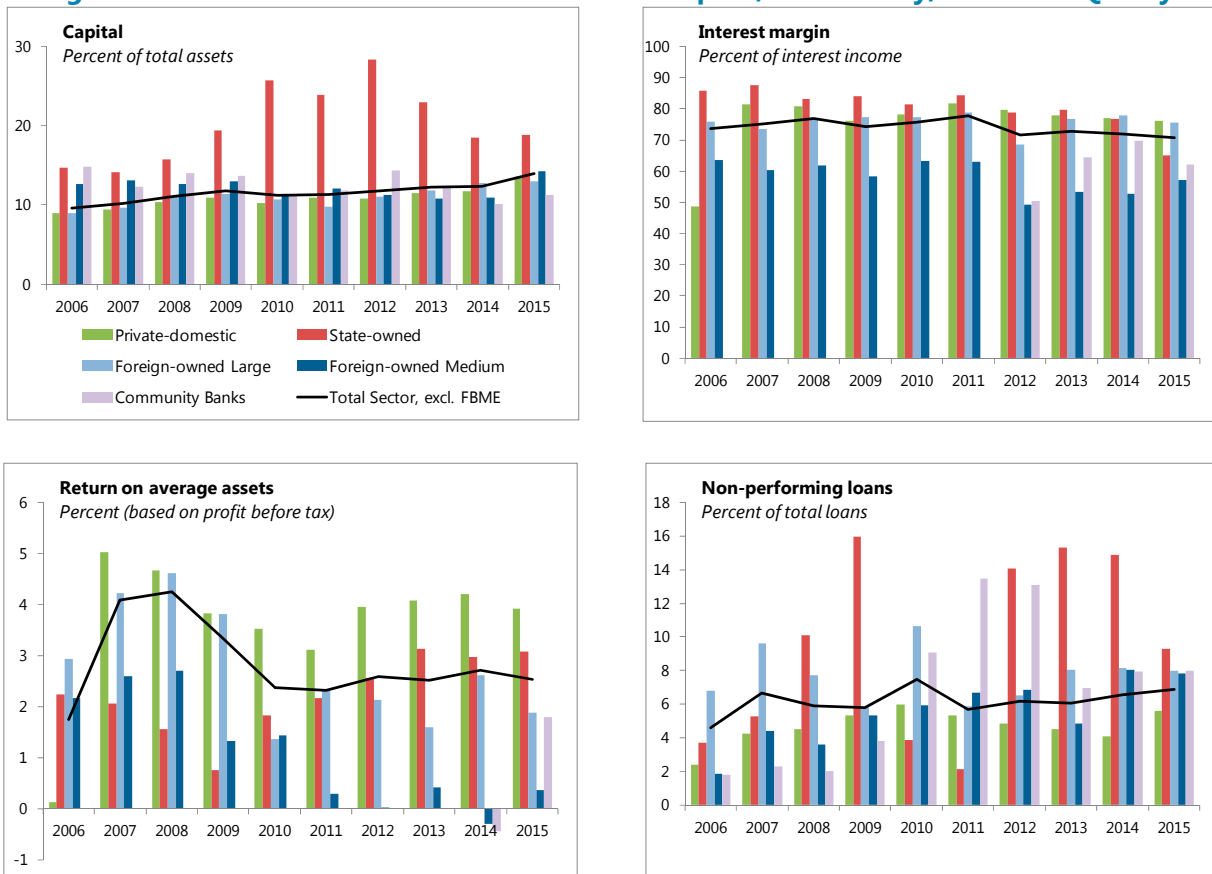 Capital
Percent of total assets
30
20
10
0
2006 2007 2008 2009 2010 2011 2012 2013 2014 2015
Private-domestic State-owned
Foreign-owned Large Foreign-owned Medium
Community Banks Total Sector, excl. FBME
Interest margin
Percent of interest income
100
90
80
70
60
50
40
30
20
10
0
2006 2007 2008 2009 2010 2011 2012 2013 2014 2015
Return on average assets
Percent (based on profit before tax)
6
5
4
3
2
1
0
-1
2006 2007 2008 2009 2010 2011 2012 2013 2014 2015
Non-performing loans
Percent of total loans
18
16
14
12
10
8
6
4
2
0
2006 2007 2008 2009 2010 2011 2012 2013 2014 2015